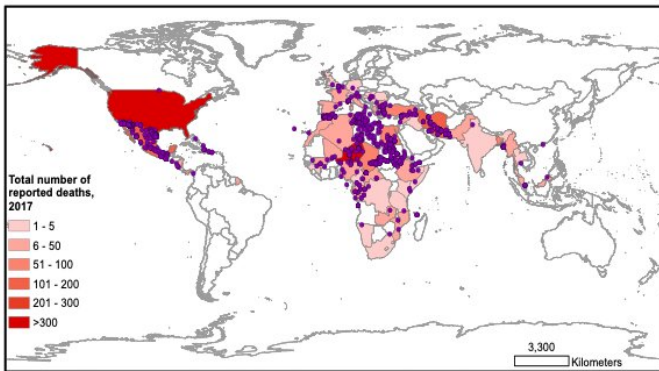 Total number of
reported deaths,
2017
1 - 5
6 - 50
51 - 100
101 - 200
201 - 300
>300
3,300
Kilometers